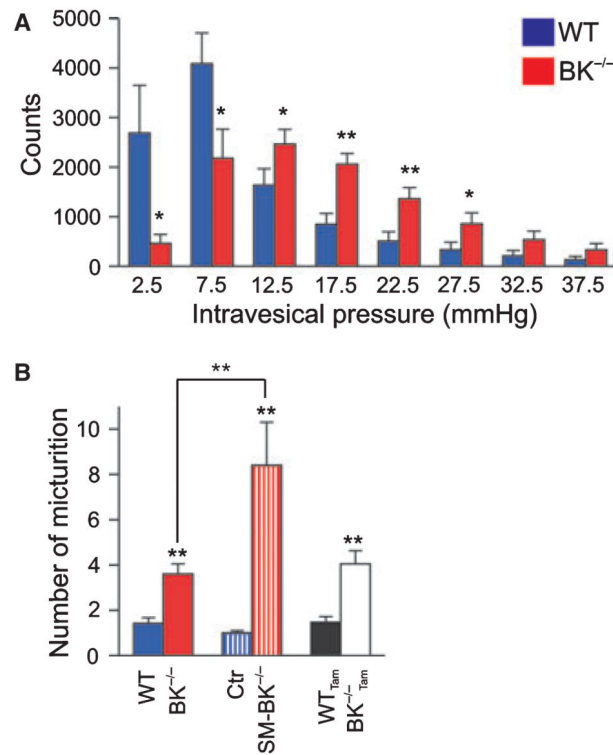 A
WT
BK−/−
Counts
5000
4000
3000
2000
1000
0
* * * ** ** *
2.5 7.5 12.5 17.5 22.5 27.5 32.5 37.5
Intravesical pressure (mmHg)
B
Number of micturition
10
8
6
4
2
0
**
** ** **
WT
BK−/−
Ctr
SM-BK−/−
WT Tam
BK−/− Tam